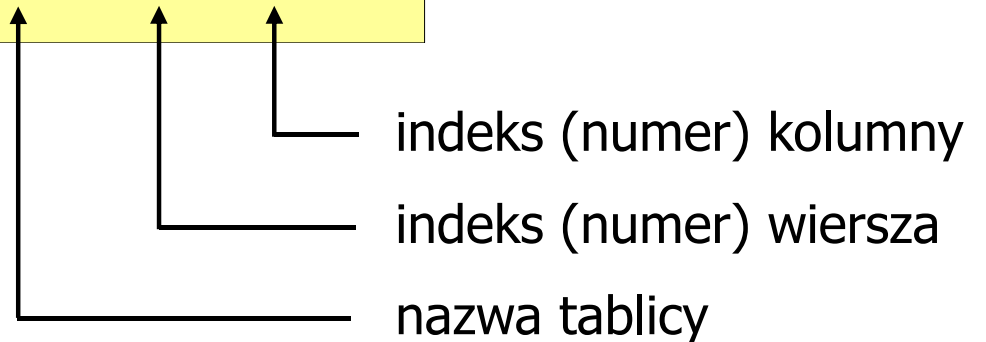 indeks (numer) kolumny
indeks (numer) wiersza
nazwa tablicy